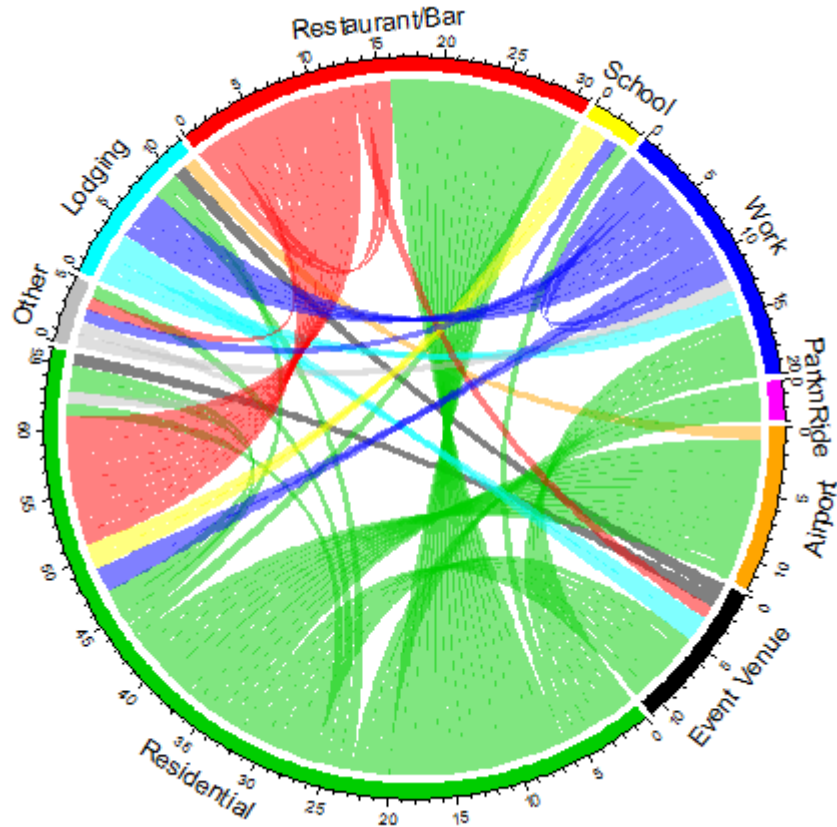 Restaurant/Bar
0 5 10 15 20 25 30
School
0
Work
0 5 10 15 20
ParknRide
0
Airport
0 5 10
Event Venue
0 5 10
Residential
0 5 10 15 20 25 30 35 40 45 50 55 60 65
Other
0 5
Lodging
0 5 10